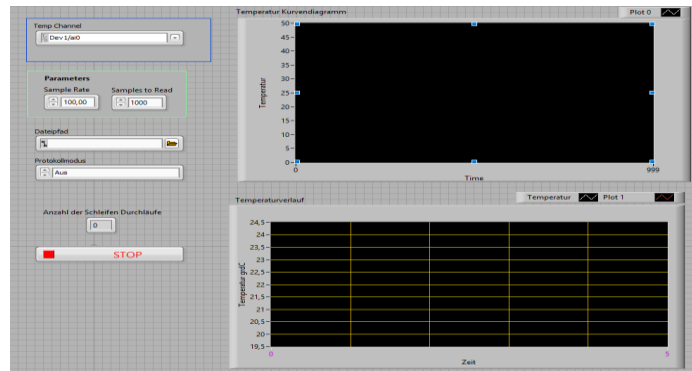 Temp Channel
Dev1/ai0
Parameters
Sample Rate
Samples to Read
100,00
1000
Dateipfad
Protokollmodus
Aus
Anzahl der Schleifen Durchläufe
0
STOP
Temperatur Kurvendiagramm
Plot 0
50
45
40
35
30
25
20
15
10
5
0
Temperatur
0
999
Time
Temperaturverlauf
Temperatur
Plot 1
24,5
24
23,5
23
22,5
22
21,5
21
20,5
20
19,5
Temperatur grdC
0
5
Zeit